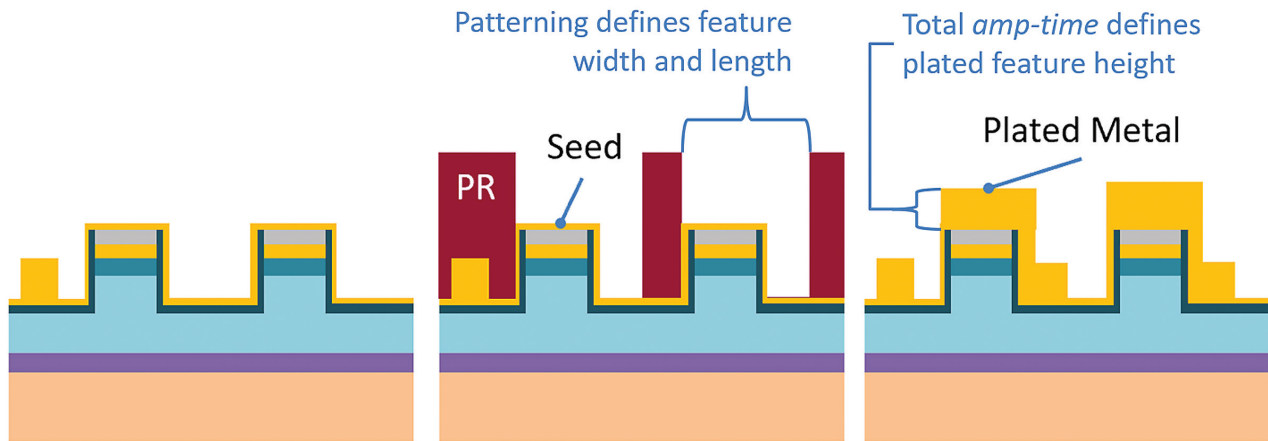 Patterning defines feature
width and length
Total amp-time defines
plated feature height
Seed
Plated Metal
PR